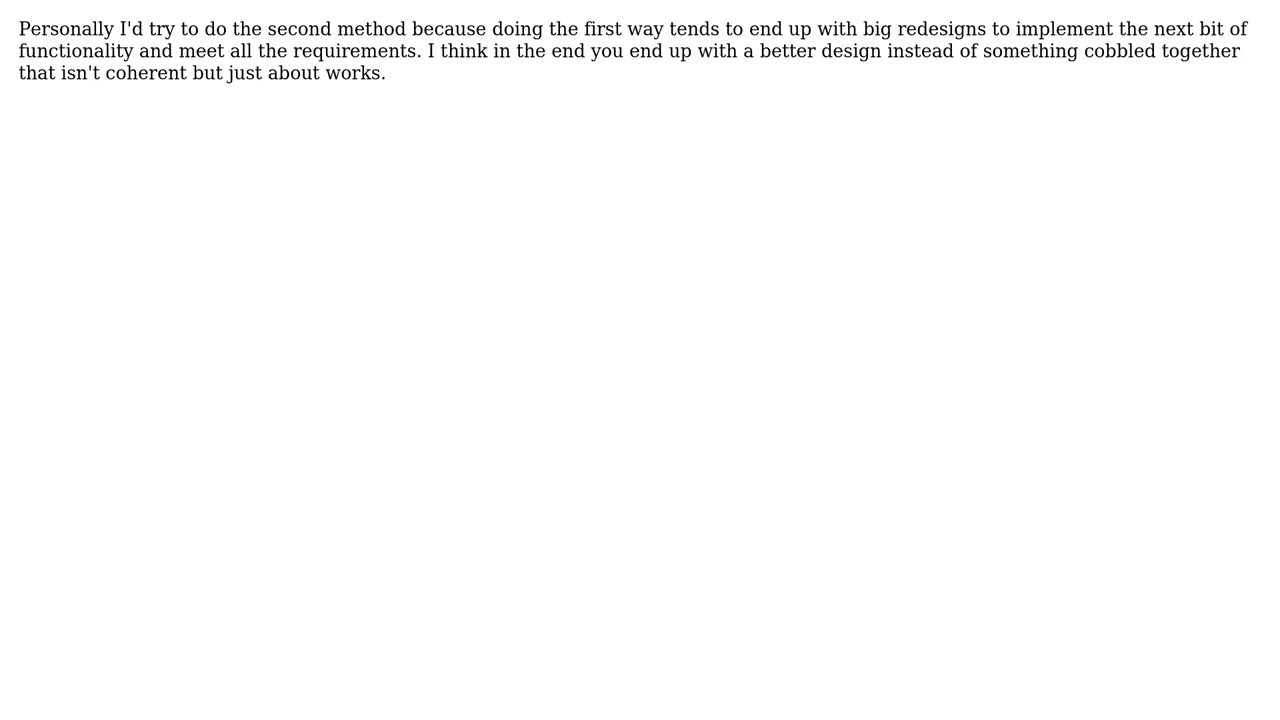 Personally I'd try to do the second method because doing the first way tends to end up with big redesigns to implement the next bit of
functionality and meet all the requirements. I think in the end you end up with a better design instead of something cobbled together
that isn't coherent but just about works.